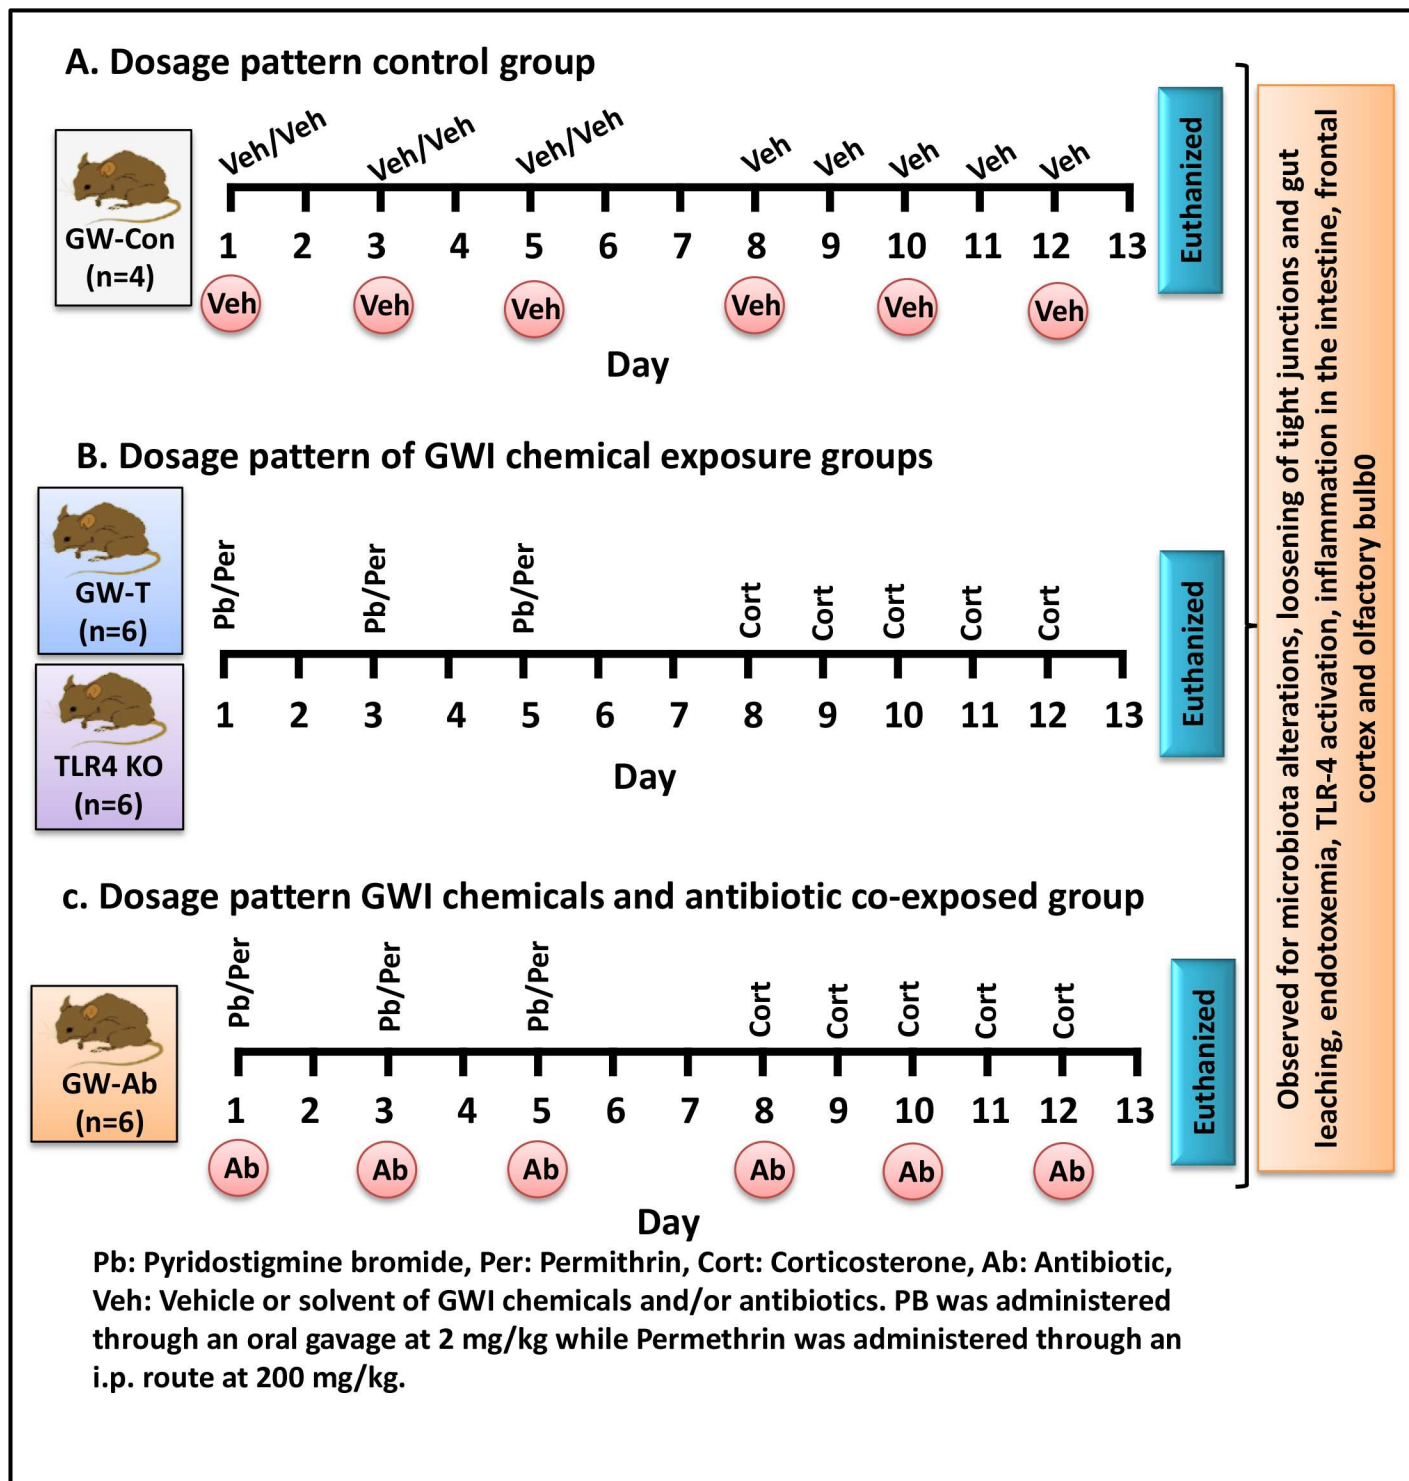 A. Dosage pattern control group
GW-Con
(n=4)
Veh/Veh Veh/Veh Veh/Veh Veh Veh Veh Veh Veh
1 2 3 4 5 6 7 8 9 10 11 12 13
Veh Veh Veh Veh Veh Veh
Day
Euthanized
B. Dosage pattern of GWI chemical exposure groups
GW-T
(n=6)
TLR4 KO
(n=6)
Pb/Per Pb/Per Pb/Per Cort Cort Cort Cort Cort
1 2 3 4 5 6 7 8 9 10 11 12 13
Day
Euthanized
c. Dosage pattern GWI chemicals and antibiotic co-exposed group
GW-Ab
(n=6)
Pb/Per Pb/Per Pb/Per Cort Cort Cort Cort Cort
1 2 3 4 5 6 7 8 9 10 11 12 13
Ab Ab Ab Ab Ab Ab
Day
Euthanized
Observed for microbiota alterations, loosening of tight junctions and gut
leaching, endotoxemia, TLR-4 activation, inflammation in the intestine, frontal
cortex and olfactory bulb0
Pb: Pyridostigmine bromide, Per: Permithrin, Cort: Corticosterone, Ab: Antibiotic,
Veh: Vehicle or solvent of GWI chemicals and/or antibiotics. PB was administered
through an oral gavage at 2 mg/kg while Permethrin was administered through an
i.p. route at 200 mg/kg.